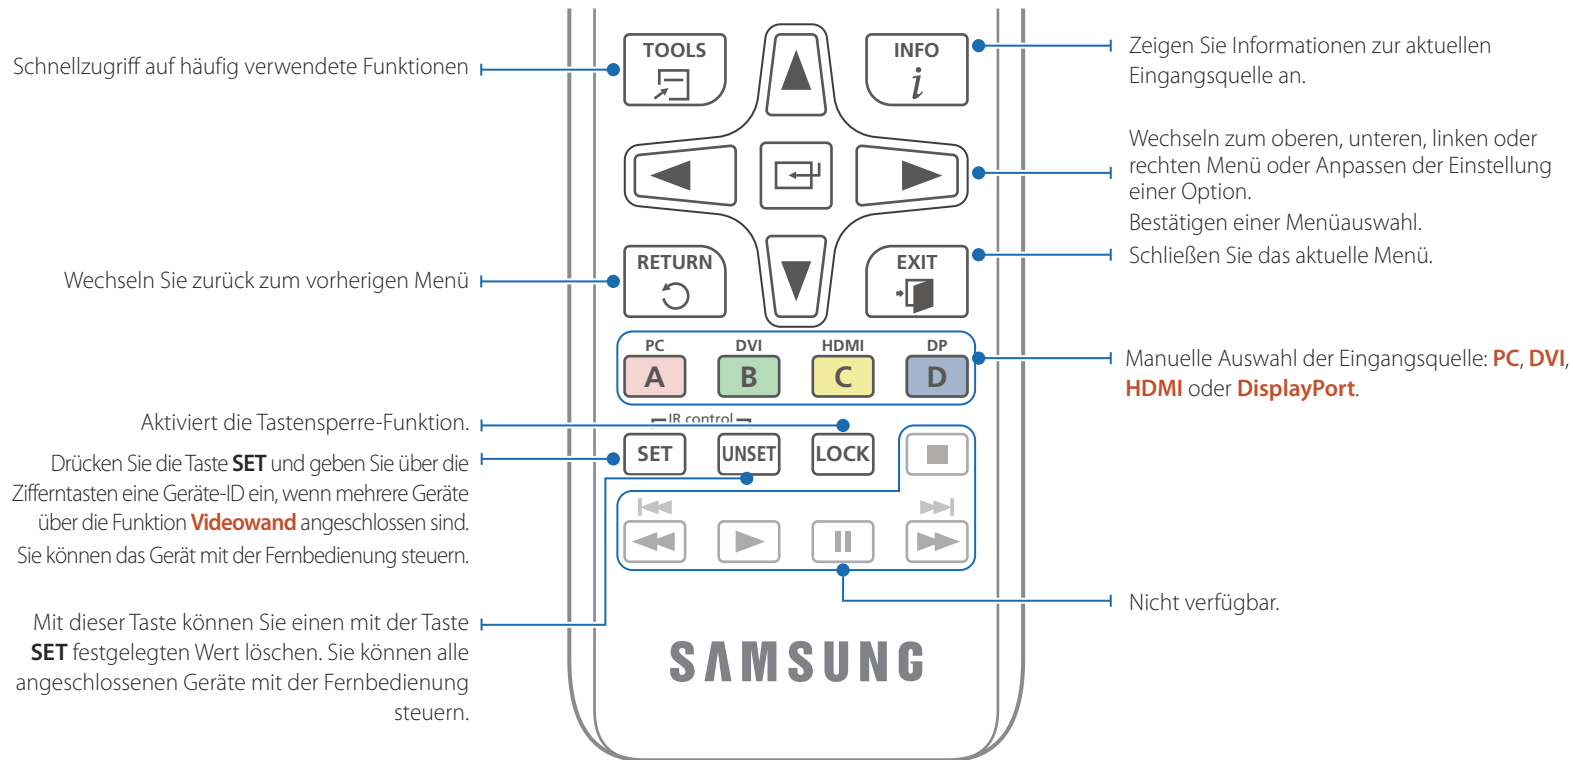 Schnellzugriff auf häufig verwendete Funktionen
TOOLS
INFO
i
Zeigen Sie Informationen zur aktuellen
Eingangsquelle an.
Wechseln zum oberen, unteren, linken oder
rechten Menü oder Anpassen der Einstellung
einer Option.
Bestätigen einer Menüauswahl.
Wechseln Sie zurück zum vorherigen Menü
RETURN
EXIT
Schließen Sie das aktuelle Menü.
PC DVI HDMI DP
A B C D
Manuelle Auswahl der Eingangsquelle: PC, DVI,
HDMI oder DisplayPort.
Aktiviert die Tastensperre-Funktion.
IR control
SET UNSET LOCK
Drücken Sie die Taste SET und geben Sie über die
Zifferntasten eine Geräte-ID ein, wenn mehrere Geräte
über die Funktion Videowand angeschlossen sind.
Sie können das Gerät mit der Fernbedienung steuern.
Nicht verfügbar.
Mit dieser Taste können Sie einen mit der Taste
SET festgelegten Wert löschen. Sie können alle
angeschlossenen Geräte mit der Fernbedienung
steuern.
SAMSUNG